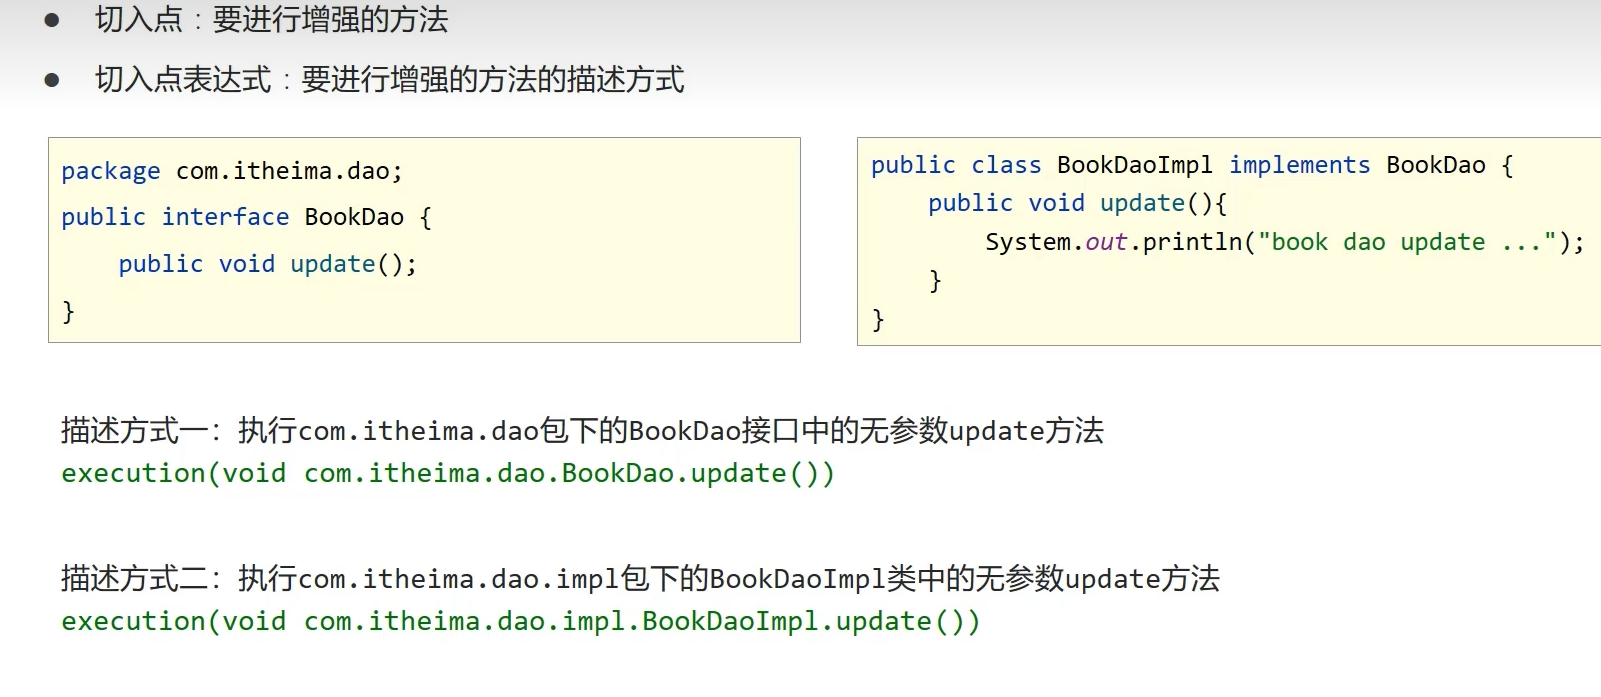 ● 切入点：要进行增强的方法
● 切入点表达式：要进行增强的方法的描述方式
package com.itheima.dao;
public interface BookDao {
    public void update();
}
public class BookDaoImpl implements BookDao {
    public void update(){
        System.out.println("book dao update ...");
    }
}
描述方式一：执行com.itheima.dao包下的BookDao接口中的无参数update方法
execution(void com.itheima.dao.BookDao.update())
描述方式二：执行com.itheima.dao.impl包下的BookDaoImpl类中的无参数update方法
execution(void com.itheima.dao.impl.BookDaoImpl.update())